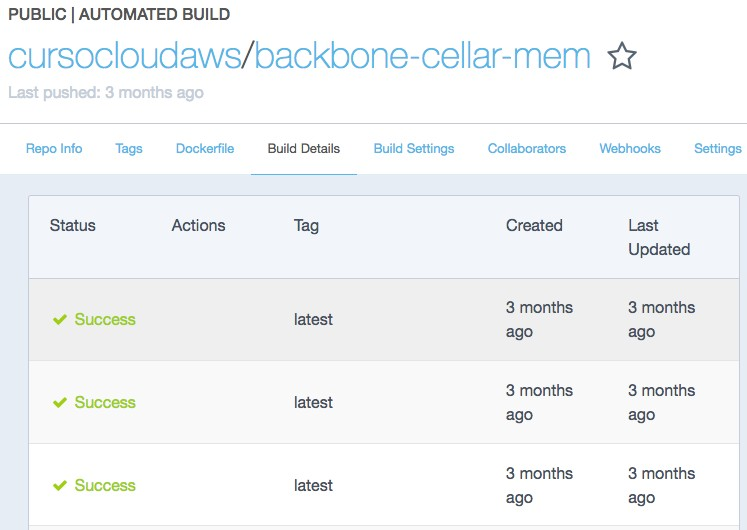 PUBLIC | AUTOMATED BUILD
cursocloudaws/backbone-cellar-mem
Last pushed: 3 months ago
Repo Info Tags Dockerfile Build Details Build Settings Collaborators Webhooks Settings
Status Actions Tag Created Last
Updated
Success latest 3 months 3 months
ago ago
Success latest 3 months 3 months
ago ago
Success latest 3 months 3 months
ago ago